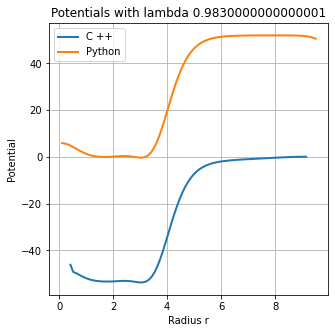 Potentials with lambda 0.9830000000000001
C ++
Python
40
20
0
−20
−40
Potential
0
2
4
6
8
Radius r